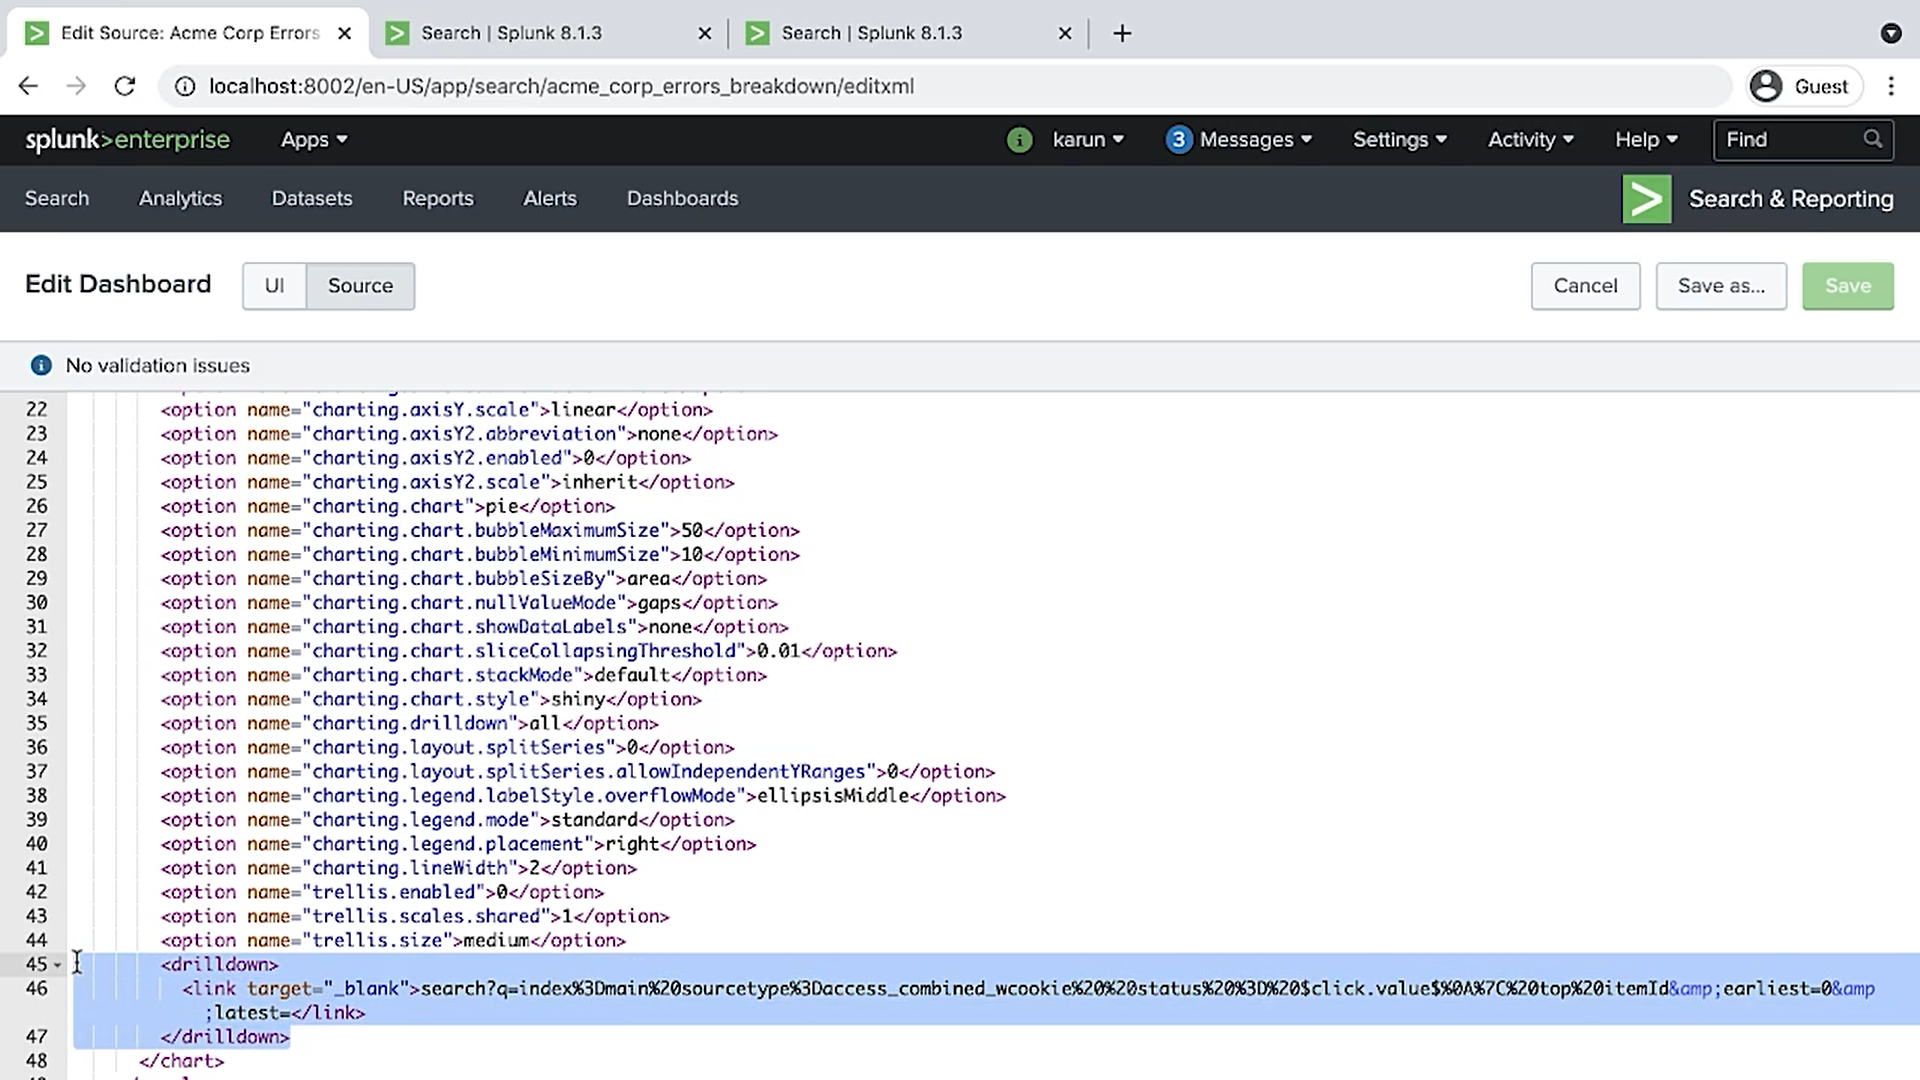 Edit Source: Acme Corp Errors
Search | Splunk 8.1.3
Search | Splunk 8.1.3
localhost:8002/en-US/app/search/acme_corp_errors_breakdown/editxml
Guest
splunk>enterprise Apps
karun 3 Messages Settings Activity Help Find
Search Analytics Datasets Reports Alerts Dashboards
Search & Reporting
Edit Dashboard UI Source Cancel Save as... Save
No validation issues
22 <option name="charting.axisY.scale">linear</option>
23 <option name="charting.axisY2.abbreviation">none</option>
24 <option name="charting.axisY2.enabled">0</option>
25 <option name="charting.axisY2.scale">inherit</option>
26 <option name="charting.chart">pie</option>
27 <option name="charting.chart.bubbleMaximumSize">50</option>
28 <option name="charting.chart.bubbleMinimumSize">10</option>
29 <option name="charting.chart.bubbleSizeBy">area</option>
30 <option name="charting.chart.nullValueMode">gaps</option>
31 <option name="charting.chart.showDataLabels">none</option>
32 <option name="charting.chart.sliceCollapsingThreshold">0.01</option>
33 <option name="charting.chart.stackMode">default</option>
34 <option name="charting.chart.style">shiny</option>
35 <option name="charting.drilldown">all</option>
36 <option name="charting.layout.splitSeries">0</option>
37 <option name="charting.layout.splitSeries.allowIndependentYRanges">0</option>
38 <option name="charting.legend.labelStyle.overflowMode">ellipsisMiddle</option>
39 <option name="charting.legend.mode">standard</option>
40 <option name="charting.legend.placement">right</option>
41 <option name="charting.lineWidth">2</option>
42 <option name="trellis.enabled">0</option>
43 <option name="trellis.scales.shared">1</option>
44 <option name="trellis.size">medium</option>
45 <drilldown>
46 <link target="_blank">search?q=index%3Dmain%20sourcetype%3Daccess_combined_wcookie%20%20status%20%3D%20$click.value$%0A%7C%20top%20itemId&amp;earliest=0&amp
;latest=</link>
47 </drilldown>
48 </chart>